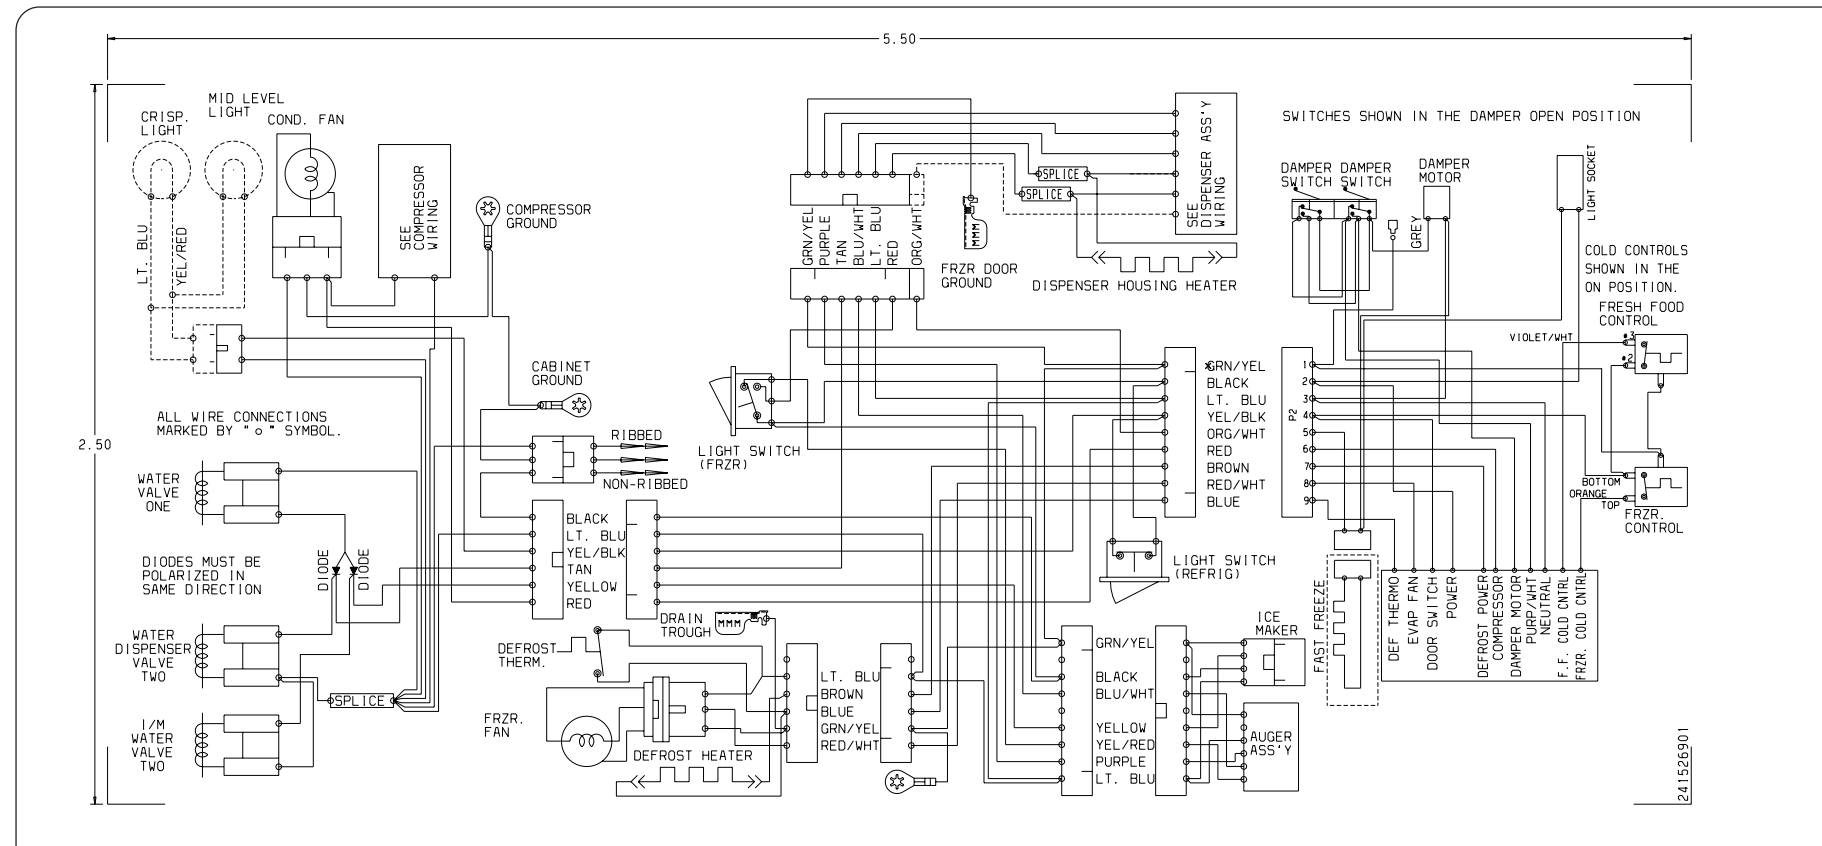 5.50
MID LEVEL
LIGHT
CRISP.
LIGHT
COND. FAN
LT. BLU
YEL/RED
SEE
COMPRESSOR
WIRING
COMPRESSOR
GROUND
GRN/YEL
PURPLE
TAN
BLU/WHT
LT. BLU
RED
ORG/WHT
SPLICE
SPLICE
SEE
DISPENSER ASS'Y
WIRING
FRZR DOOR
GROUND
DISPENSER HOUSING HEATER
SWITCHES SHOWN IN THE DAMPER OPEN POSITION
DAMPER
SWITCH
DAMPER
SWITCH
DAMPER
MOTOR
GREY
LIGHT SOCKET
COLD CONTROLS
SHOWN IN THE
ON POSITION.
FRESH FOOD
CONTROL
VIOLET/WHT
3
2
CABINET
GROUND
ALL WIRE CONNECTIONS
MARKED BY " o " SYMBOL.
2.50
RIBBED
NON-RIBBED
LIGHT SWITCH
(FRZR)
GRN/YEL
BLACK
LT. BLU
YEL/BLK
ORG/WHT
RED
BROWN
RED/WHT
BLUE
P2
1
2
3
4
5
6
7
8
9
BOTTOM
ORANGE
TOP
FRZR.
CONTROL
WATER
VALVE
ONE
DIODES MUST BE
POLARIZED IN
SAME DIRECTION
DIODE
DIODE
BLACK
LT. BLU
YEL/BLK
TAN
YELLOW
RED
LIGHT SWITCH
(REFRIG)
FAST FREEZE
DEF THERMO
EVAP FAN
DOOR SWITCH
POWER
DEFROST POWER
COMPRESSOR
DAMPER MOTOR
PURP/WHT
NEUTRAL
F.F. COLD CNTRL
FRZR. COLD CNTRL
WATER
DISPENSER
VALVE
TWO
SPLICE
I/M
WATER
VALVE
TWO
DRAIN
TROUGH
DEFROST
THERM.
FRZR.
FAN
DEFROST HEATER
LT. BLU
BROWN
BLUE
GRN/YEL
RED/WHT
GRN/YEL
BLACK
BLU/WHT
YELLOW
YEL/RED
PURPLE
LT. BLU
ICE
MAKER
AUGER
ASS'Y
241526901